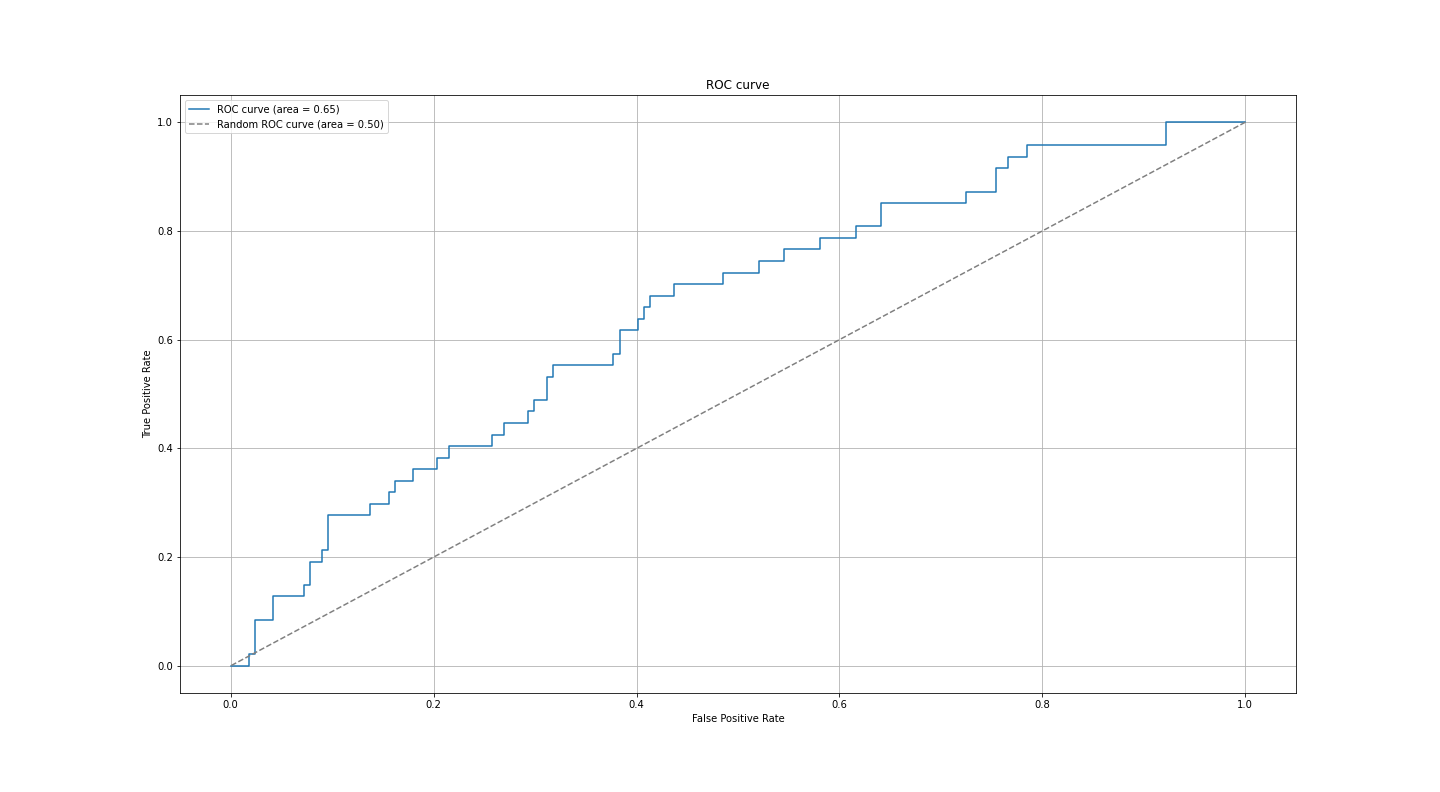 ROC curve
ROC curve (area = 0.65)
Random ROC curve (area = 0.50)
1.0
0.8
0.6
0.4
0.2
0.0
True Positive Rate
0.0 0.2 0.4 0.6 0.8 1.0
False Positive Rate